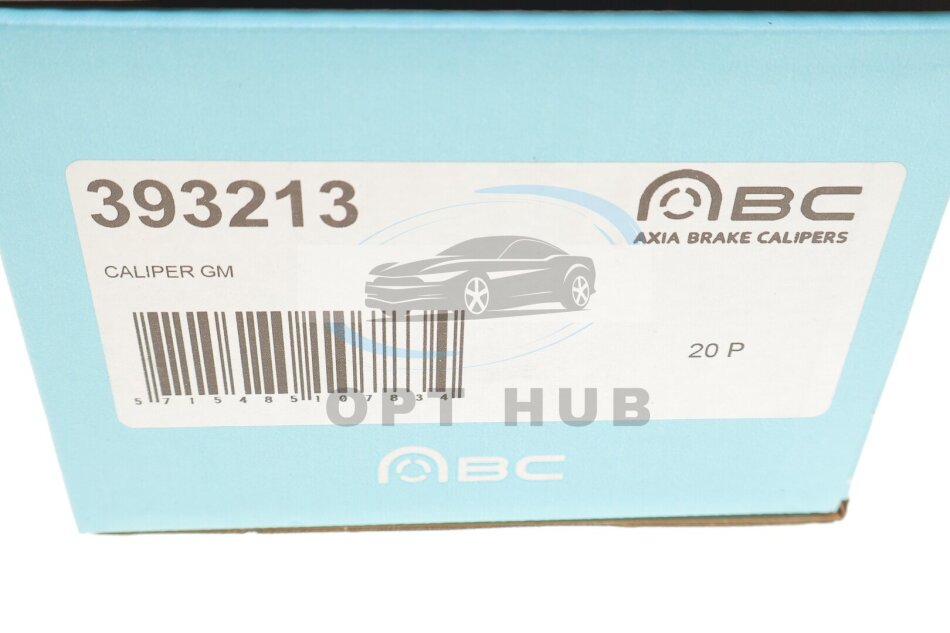 393213
ABC
AXIA BRAKE CALIPERS
CALIPER GM
20 P
5715485107834
OPT HUB
ABC